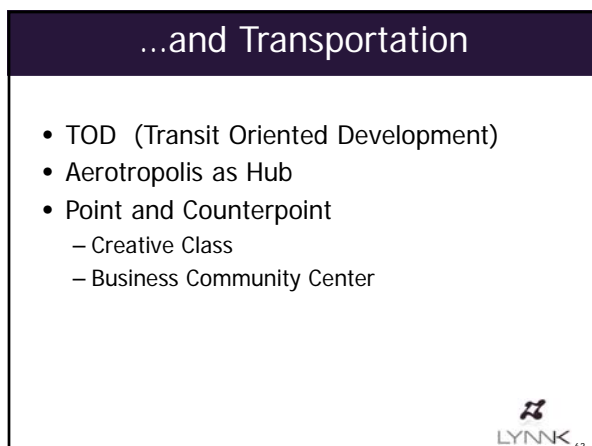 ...and Transportation
• TOD (Transit Oriented Development)
• Aerotropolis as Hub
• Point and Counterpoint
– Creative Class
– Business Community Center
LYNNK